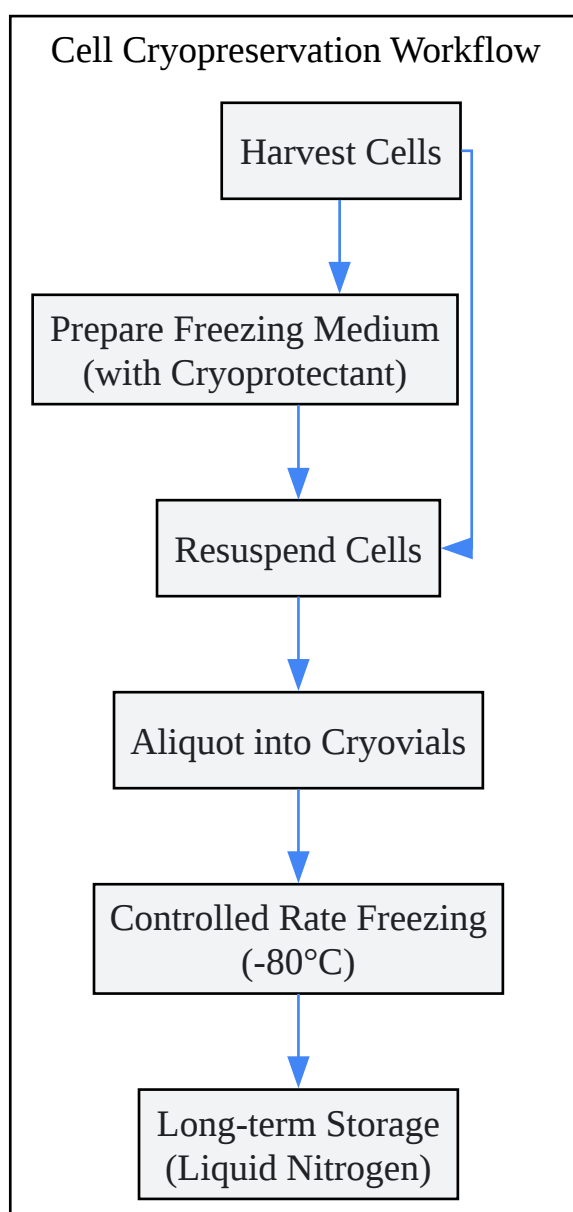 Cell Cryopreservation Workflow
Harvest Cells
Prepare Freezing Medium
(with Cryoprotectant)
Resuspend Cells
Aliquot into Cryovials
Controlled Rate Freezing
(-80°C)
Long-term Storage
(Liquid Nitrogen)